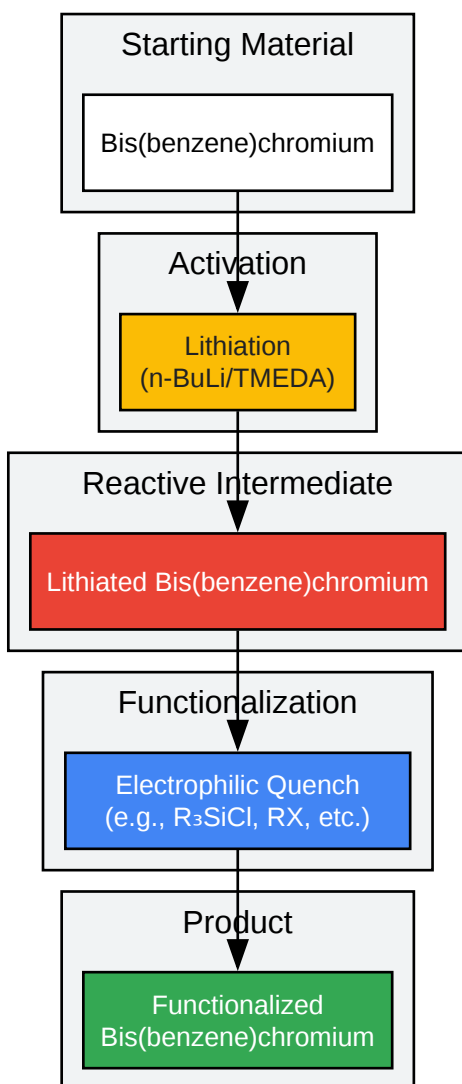 Starting Material
Bis(benzene)chromium
Activation
Lithiation
(n-BuLi/TMEDA)
Reactive Intermediate
Lithiated Bis(benzene)chromium
Functionalization
Electrophilic Quench
(e.g., R₃SiCl, RX, etc.)
Product
Functionalized
Bis(benzene)chromium